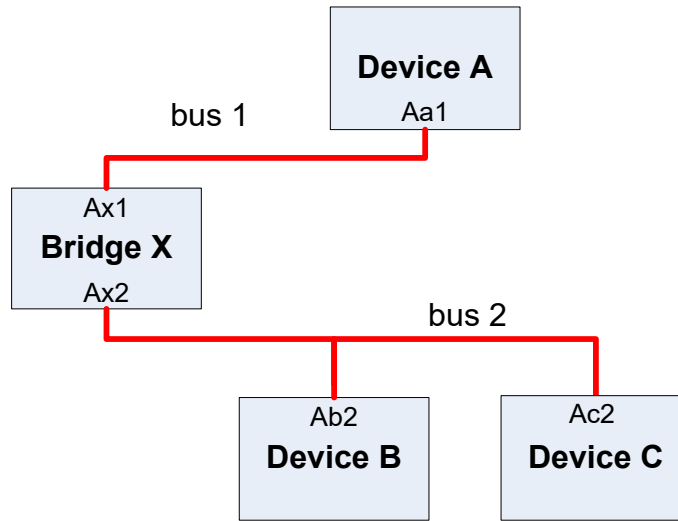 Device A
Aa1
bus 1
Ax1
Bridge X
Ax2
bus 2
Ab2
Device B
Ac2
Device C